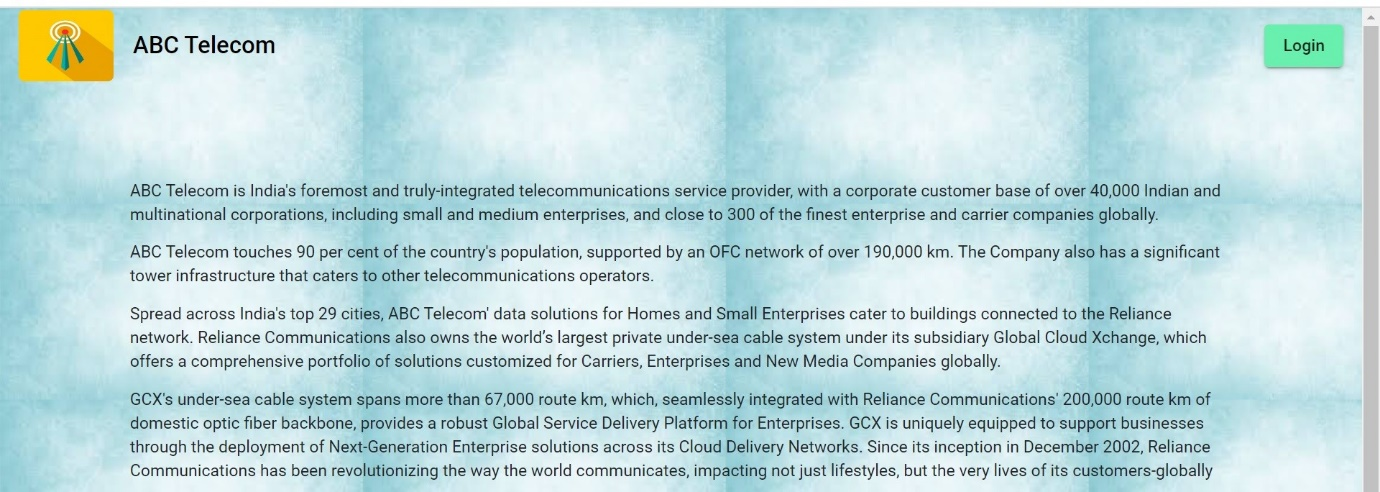 ABC Telecom
Login
ABC Telecom is India's foremost and truly-integrated telecommunications service provider, with a corporate customer base of over 40,000 Indian and
multinational corporations, including small and medium enterprises, and close to 300 of the finest enterprise and carrier companies globally.
ABC Telecom touches 90 per cent of the country's population, supported by an OFC network of over 190,000 km. The Company also has a significant
tower infrastructure that caters to other telecommunications operators.
Spread across India's top 29 cities, ABC Telecom' data solutions for Homes and Small Enterprises cater to buildings connected to the Reliance
network. Reliance Communications also owns the world’s largest private under-sea cable system under its subsidiary Global Cloud Xchange, which
offers a comprehensive portfolio of solutions customized for Carriers, Enterprises and New Media Companies globally.
GCX's under-sea cable system spans more than 67,000 route km, which, seamlessly integrated with Reliance Communications' 200,000 route km of
domestic optic fiber backbone, provides a robust Global Service Delivery Platform for Enterprises. GCX is uniquely equipped to support businesses
through the deployment of Next-Generation Enterprise solutions across its Cloud Delivery Networks. Since its inception in December 2002, Reliance
Communications has been revolutionizing the way the world communicates, impacting not just lifestyles, but the very lives of its customers-globally